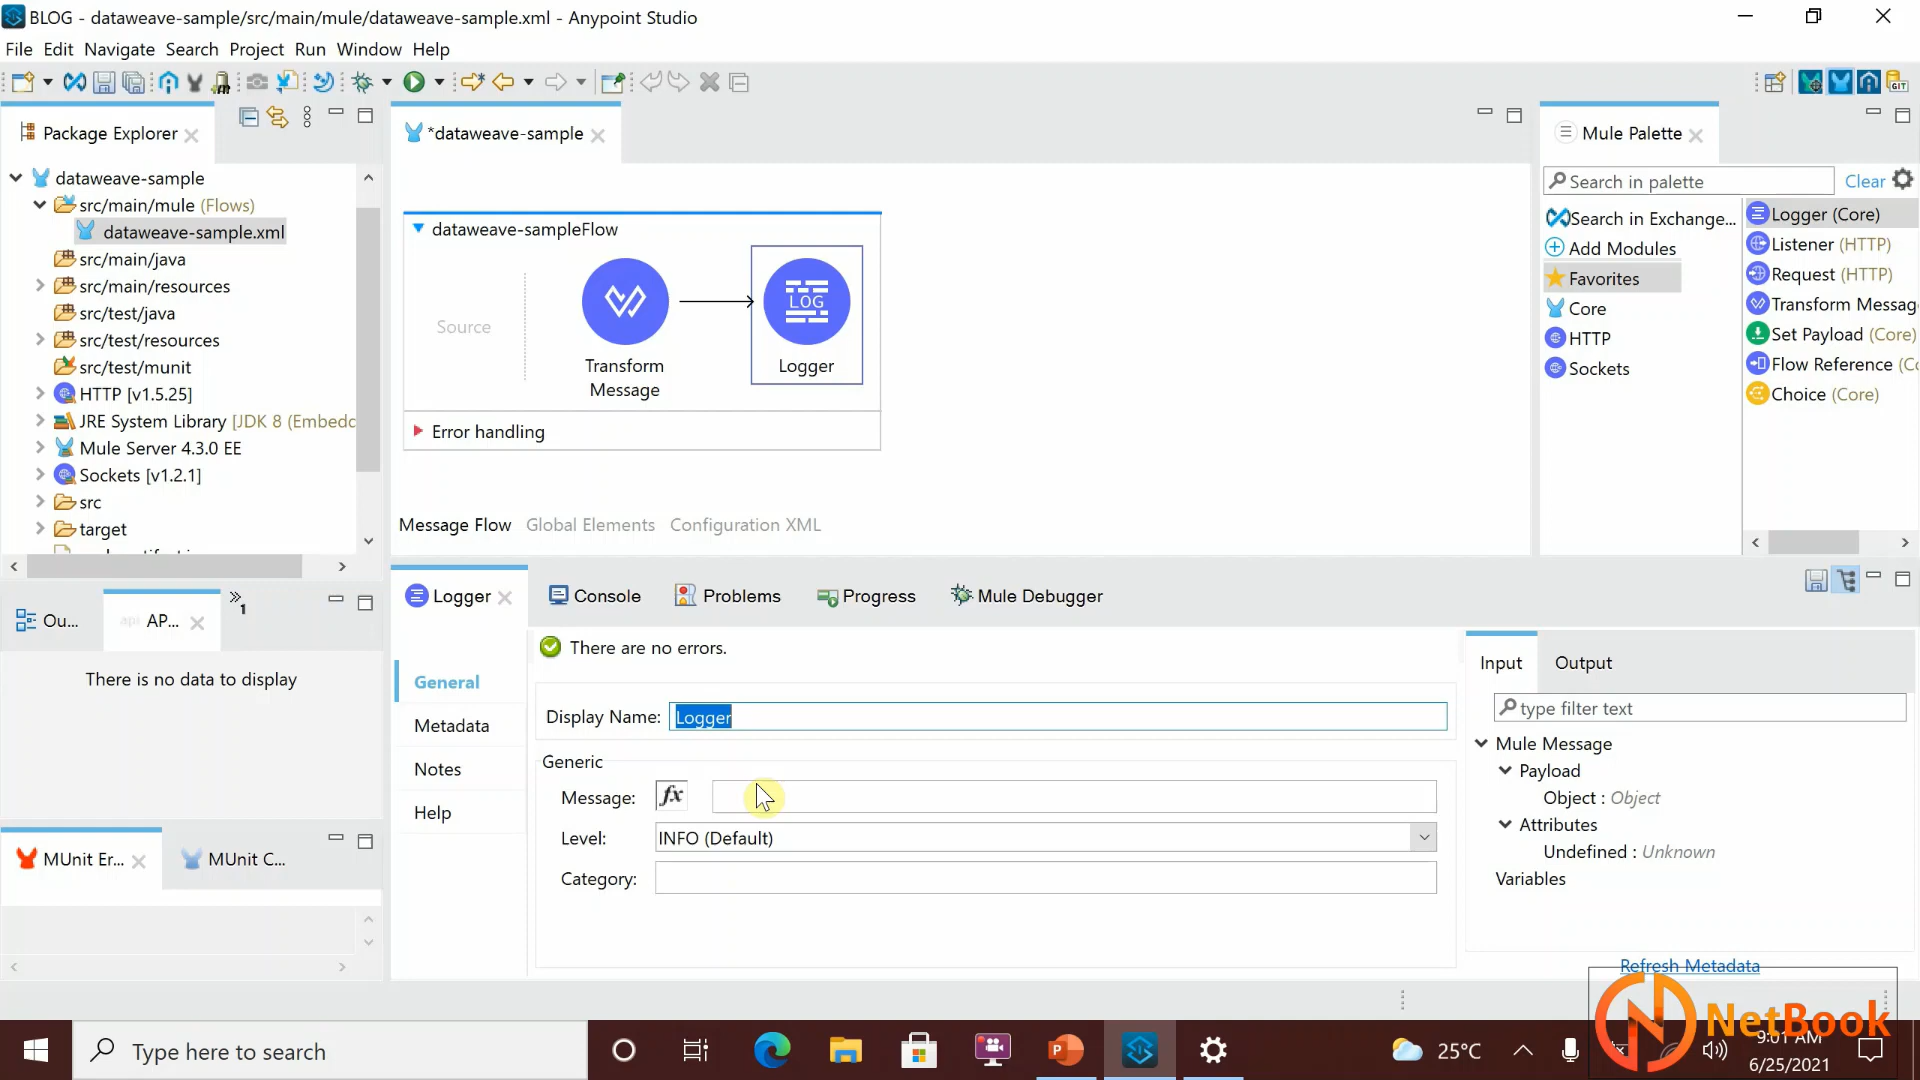 BLOG - dataweave-sample/src/main/mule/dataweave-sample.xml - Anypoint Studio
File Edit Navigate Search Project Run Window Help
GIT
Package Explorer
dataweave-sample
src/main/mule (Flows)
dataweave-sample.xml
src/main/java
src/main/resources
src/test/java
src/test/resources
src/test/munit
HTTP [v1.5.25]
JRE System Library [JDK 8 (Embedc
Mule Server 4.3.0 EE
Sockets [v1.2.1]
src
target
*dataweave-sample
dataweave-sampleFlow
Source
Transform
Message
LOG
Logger
Error handling
Message Flow Global Elements Configuration XML
Mule Palette
Search in palette
Clear
Search in Exchange...
Add Modules
Favorites
Core
HTTP
Sockets
Logger (Core)
Listener (HTTP)
Request (HTTP)
Transform Messag
Set Payload (Core)
Flow Reference (Co
Choice (Core)
Ou...
api AP...
1
There is no data to display
MUnit Er...
MUnit C...
Logger
Console
Problems
Progress
Mule Debugger
There are no errors.
General
Metadata
Notes
Help
Display Name: Logger
Generic
Message: fx
Level: INFO (Default)
Category:
Input
Output
type filter text
Mule Message
Payload
Object : Object
Attributes
Undefined : Unknown
Variables
Refresh Metadata
NetBook
Type here to search
P
25°C
9:01 AM
6/25/2021